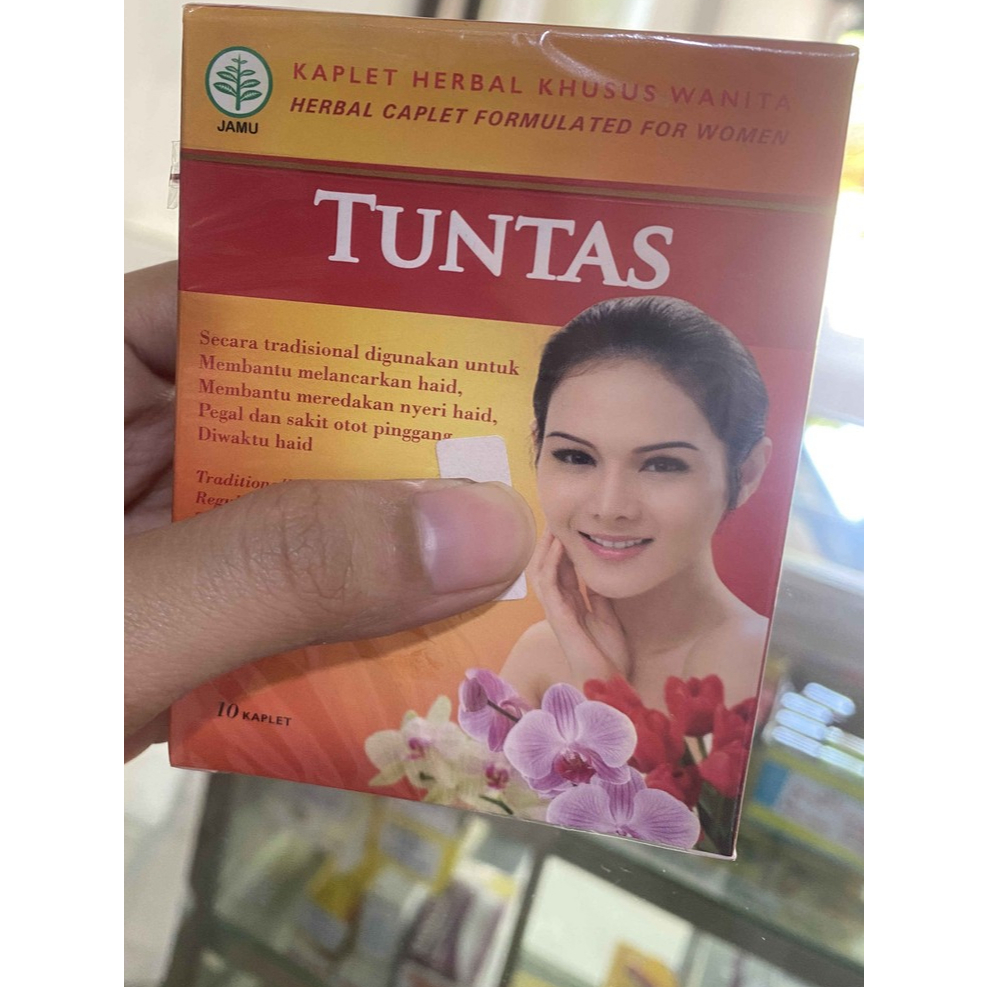 KAPLET HERBAL KHUSUS WANITA
HERBAL CAPLET FORMULATED FOR WOMEN
JAMU
TUNTAS
Secara tradisional digunakan untuk
Membantu melancarkan haid,
Membantu meredakan nyeri haid,
Pegal dan sakit otot pinggang
Diwaktu haid
10 KAPLET